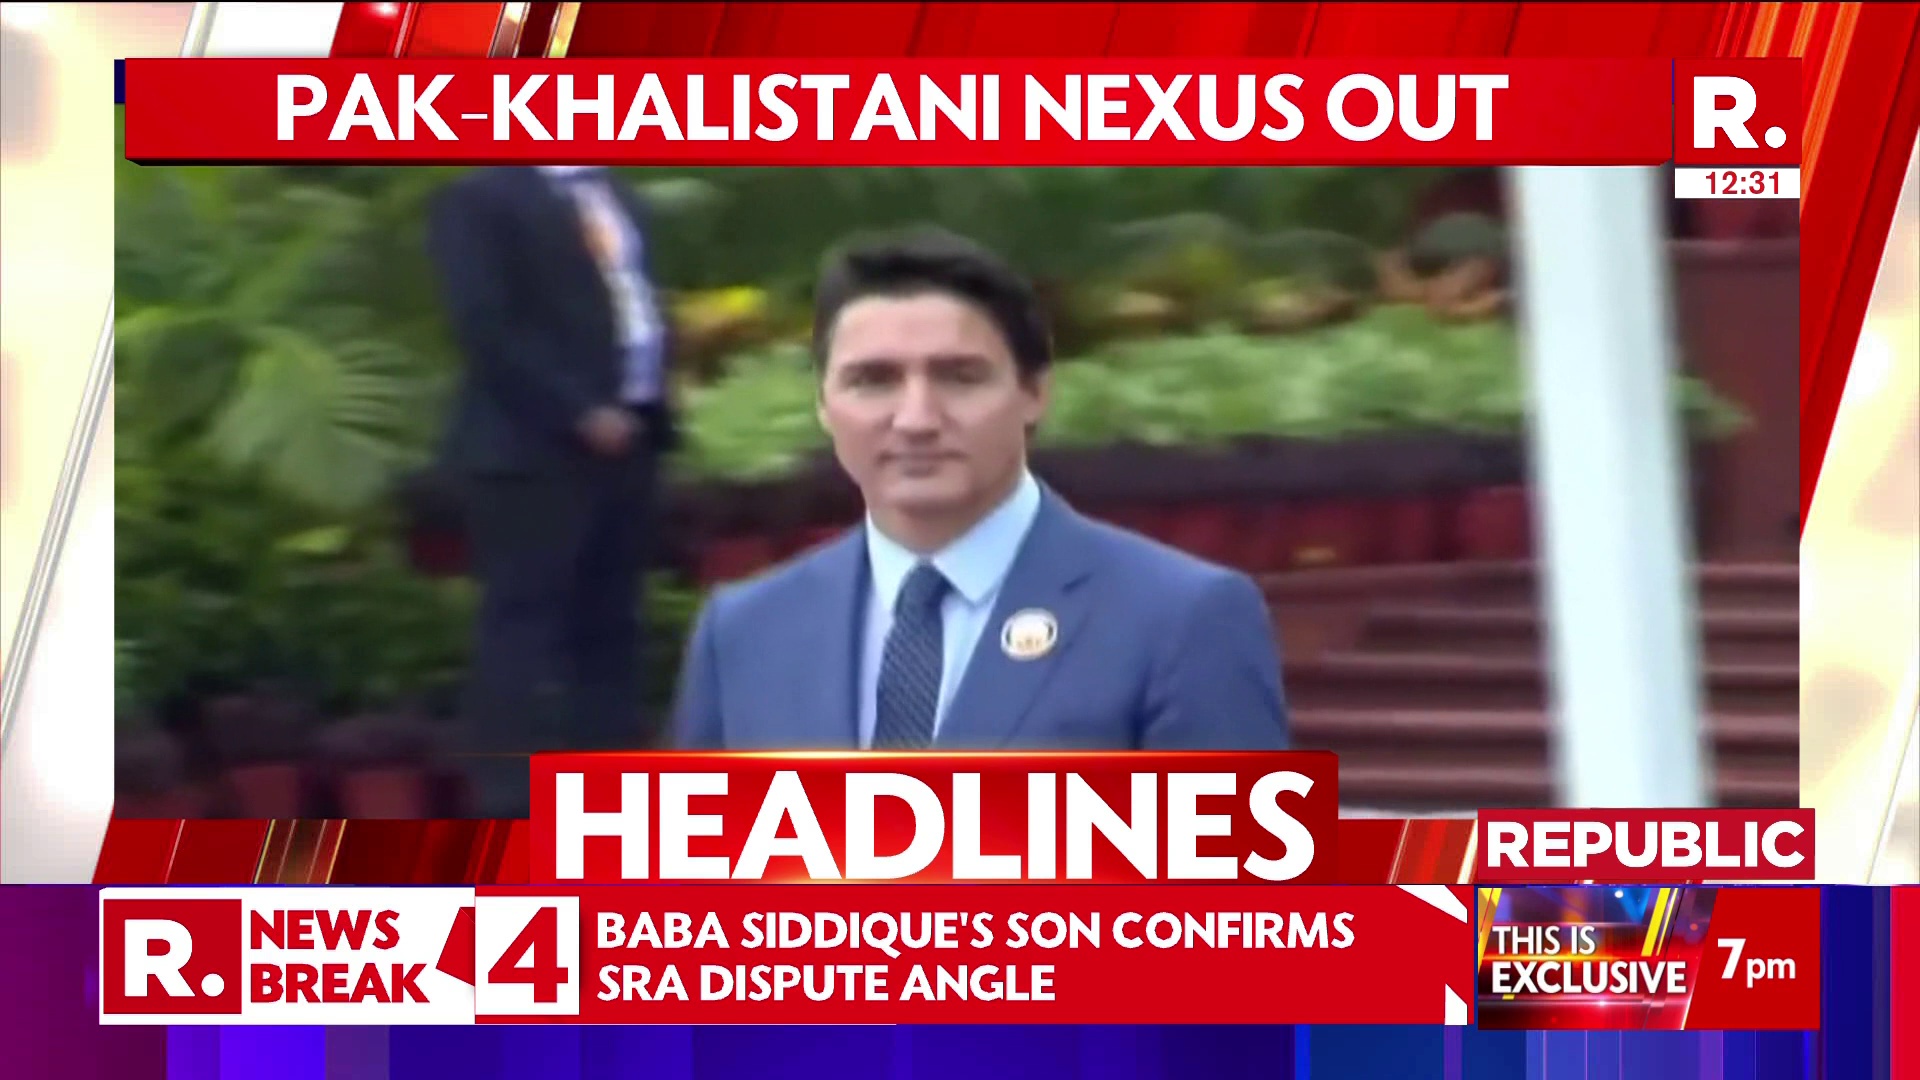 PAK-KHALISTANI NEXUS OUT
R.
12:31
HEADLINES
REPUBLIC
R.
NEWS
BREAK
4
BABA SIDDIQUE'S SON CONFIRMS
SRA DISPUTE ANGLE
THIS IS
EXCLUSIVE
7pm